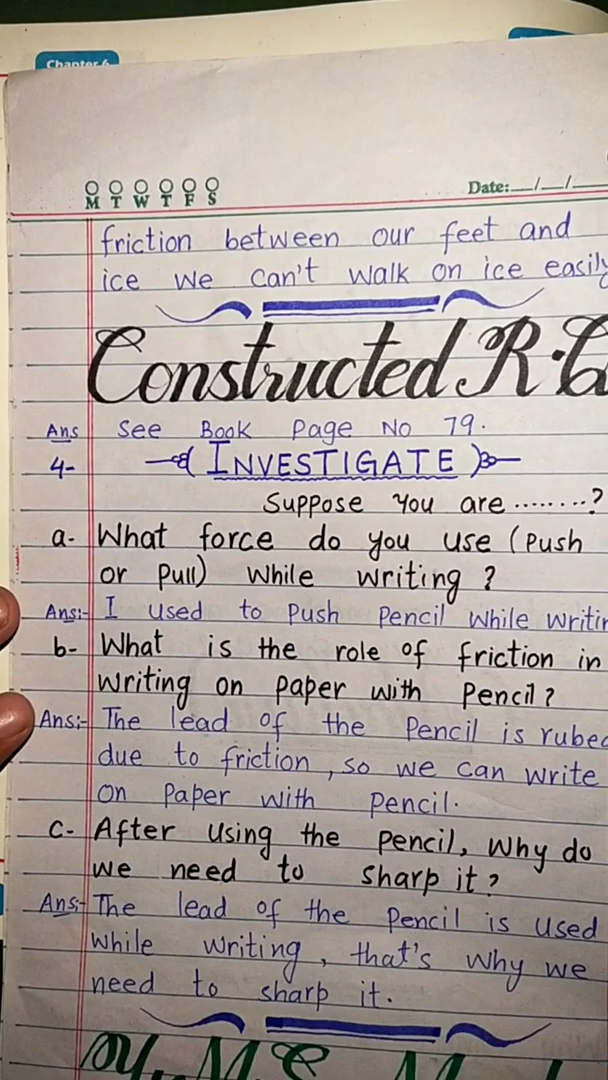 Chapter 6
M T W T F S
Date: __/__/__
friction between our feet and
ice we can't walk on ice easily
Constructed R.
Ans See Book Page No 79.
4- INVESTIGATE
Suppose you are ........?
a- What force do you use (Push
or Pull) while writing?
Ans:- I used to Push Pencil while writin
b- What is the role of friction in
writing on paper with Pencil?
Ans:- The lead of the Pencil is rubed
due to friction, so we can write
on Paper with Pencil.
c- After using the pencil, why do
we need to sharp it?
Ans:- The lead of the Pencil is used
while writing, that's why we
need to sharp it.